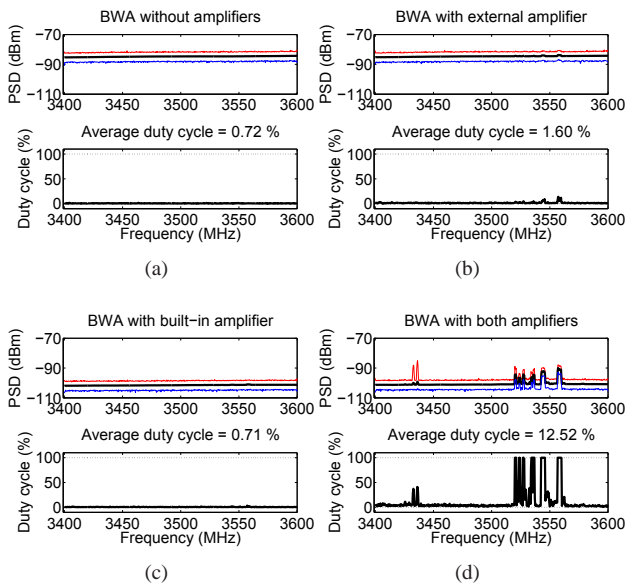 BWA without amplifiers
PSD (dBm)
−70
−90
−110
3400 3450 3500 3550 3600
Average duty cycle = 0.72 %
Duty cycle (%)
100
50
0
3400 3450 3500 3550 3600
Frequency (MHz)
(a)
BWA with external amplifier
PSD (dBm)
−70
−90
−110
3400 3450 3500 3550 3600
Average duty cycle = 1.60 %
Duty cycle (%)
100
50
0
3400 3450 3500 3550 3600
Frequency (MHz)
(b)
BWA with built−in amplifier
PSD (dBm)
−70
−90
−110
3400 3450 3500 3550 3600
Average duty cycle = 0.71 %
Duty cycle (%)
100
50
0
3400 3450 3500 3550 3600
Frequency (MHz)
(c)
BWA with both amplifiers
PSD (dBm)
−70
−90
−110
3400 3450 3500 3550 3600
Average duty cycle = 12.52 %
Duty cycle (%)
100
50
0
3400 3450 3500 3550 3600
Frequency (MHz)
(d)